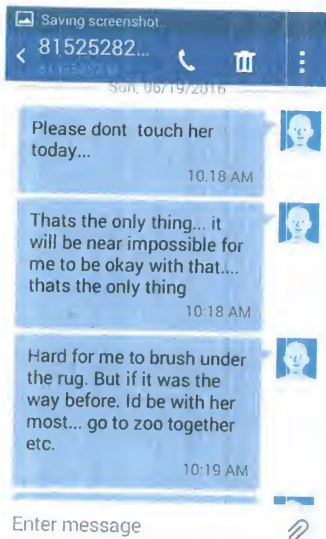 Saving screenshot...
81525282...
Sun, 06/19/2016
Please dont touch her
today...
10.18 AM
Thats the only thing... it
will be near impossible for
me to be okay with that....
thats the only thing
10:18 AM
Hard for me to brush under
the rug. But if it was the
way before. Id be with her
most... go to zoo together
etc.
10:19 AM
Enter message